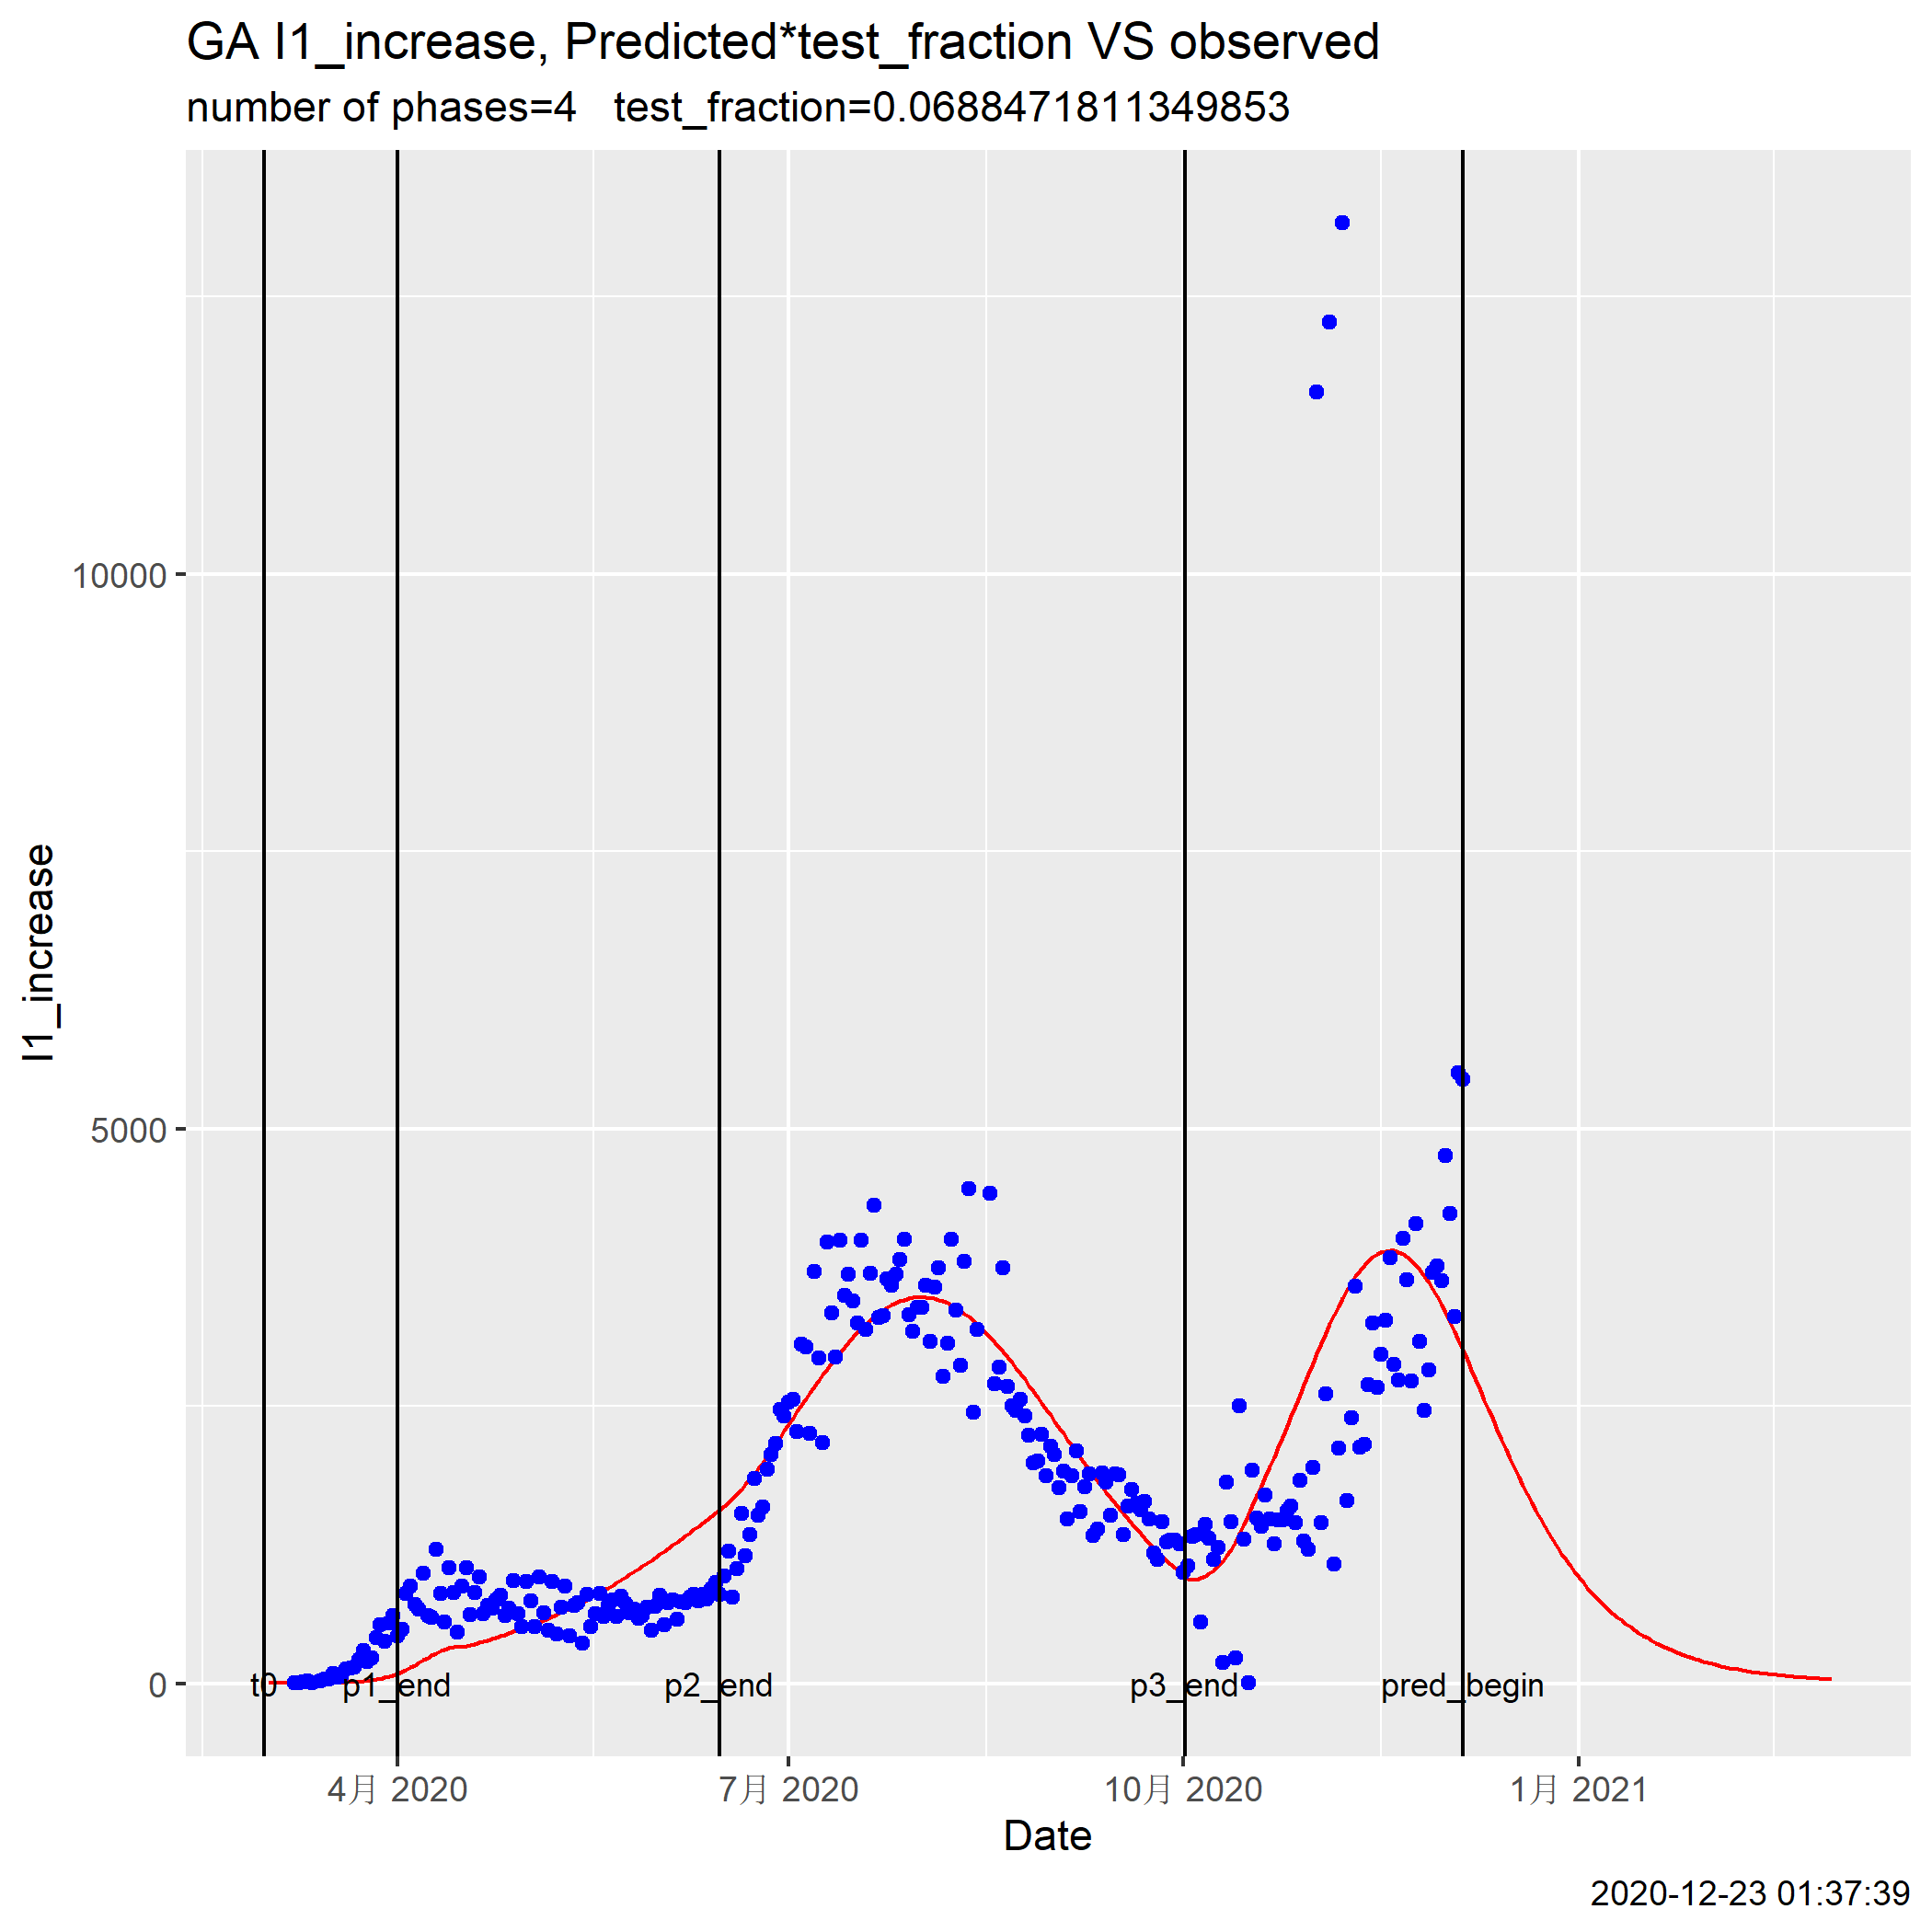 GA I1_increase, Predicted*test_fraction VS observed
number of phases=4   test_fraction=0.0688471811349853
I1_increase
10000
5000
0
t0 p1_end p2_end p3_end pred_begin
4月 2020 7月 2020 10月 2020 1月 2021
Date
2020-12-23 01:37:39